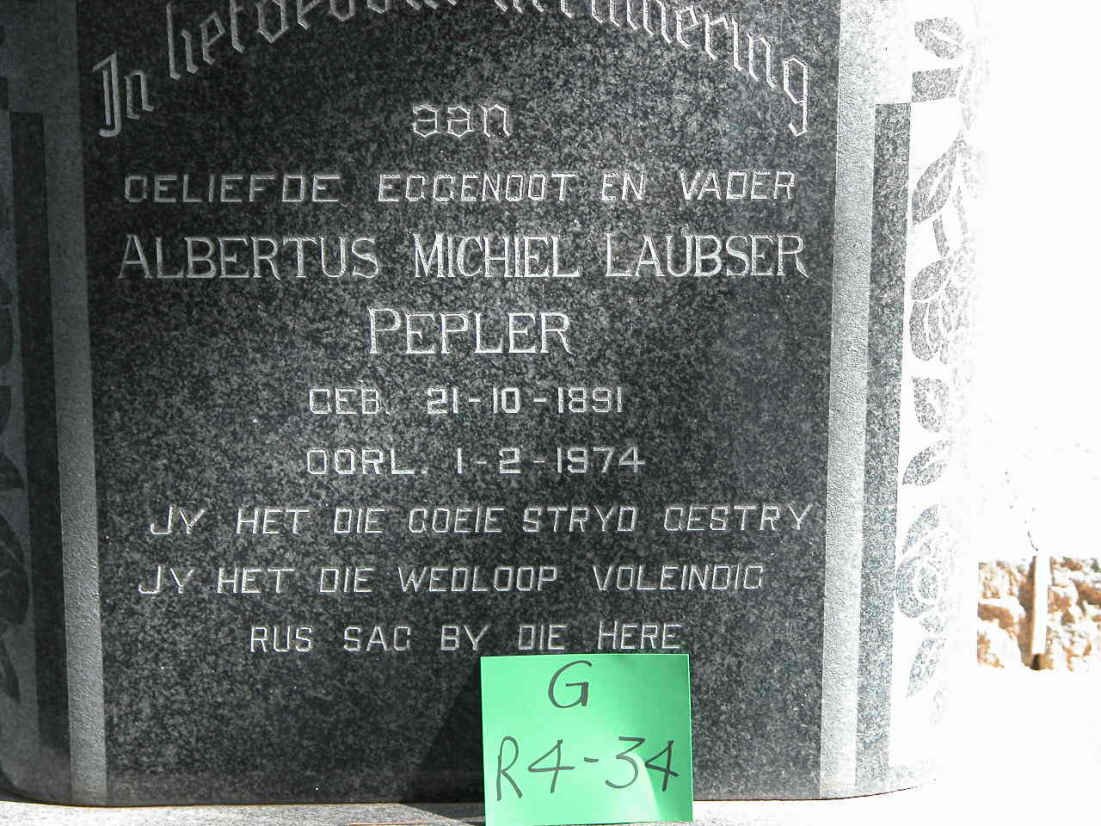 In liefdevolle herinnering
aan
GELIEFDE EGGENOOT EN VADER
ALBERTUS MICHIEL LAUBSER
PEPLER
GEB. 21-10-1891
OORL. 1-2-1974
JY HET DIE GOEIE STRYD GESTRY
JY HET DIE WEDLOOP VOLEINDIG
RUS SAG BY DIE HERE
G
R4-34